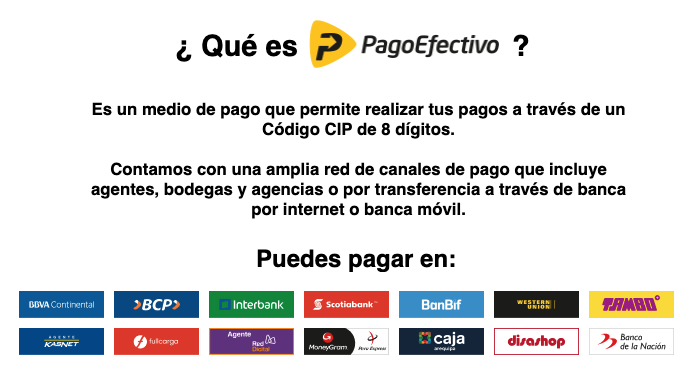 ¿ Qué es PagoEfectivo ?
Es un medio de pago que permite realizar tus pagos a través de un
Código CIP de 8 dígitos.
Contamos con una amplia red de canales de pago que incluye
agentes, bodegas y agencias o por transferencia a través de banca
por internet o banca móvil.
Puedes pagar en:
BBVA Continental
BCP
Interbank
Scotiabank
BanBif
WESTERN
UNION
TAMBO
AGENTE
KASNET
fullcarga
Agente
Red
Digital
MoneyGram.
Peru Express
caja
arequipa
disashop
Banco
de la Nación